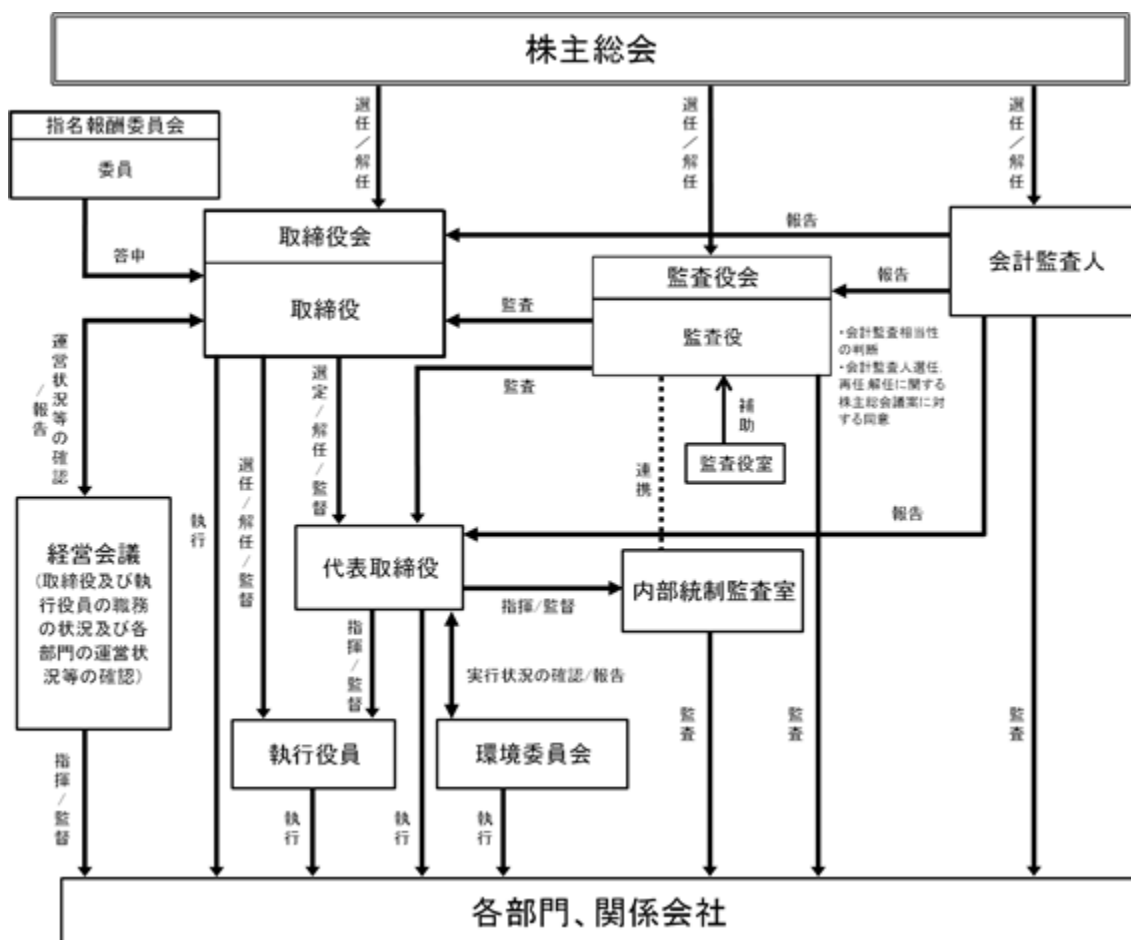 株主総会
選任/解任
選任/解任
選任/解任
指名報酬委員会
委員
答申
取締役会
取締役
報告
会計監査人
監査役会
監査役
報告
監査
監査
・会計監査相当性
の判断
・会計監査人選任、
再任、解任に関する
株主総会議案に対
する同意
補助
監査役室
連携
運営状況等の確認
/報告
選定/解任/監督
選任/解任/監督
執行
報告
経営会議
(取締役及び執
行役員の職務
の状況及び各
部門の運営状
況等の確認)
代表取締役
指揮/監督
内部統制監査室
指揮/監督
実行状況の確認/報告
執行役員
環境委員会
指揮/監督
執行
執行
執行
監査
監査
監査
各部門、関係会社